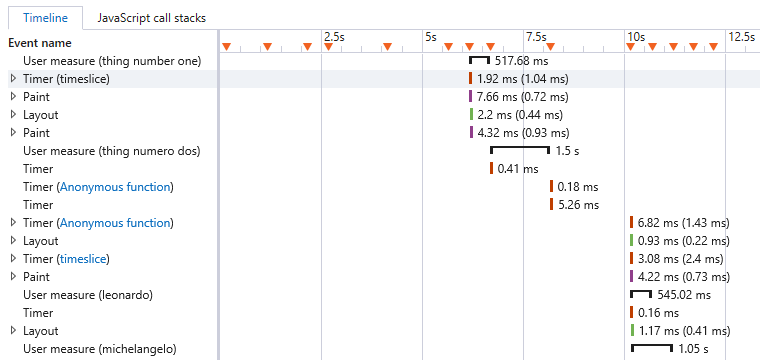 Timeline JavaScript call stacks
2.5s 5s 7.5s 10s 12.5s
Event name
User measure (thing number one) 517.68 ms
Timer (timeslice) 1.92 ms (1.04 ms)
Paint 7.66 ms (0.72 ms)
Layout 2.2 ms (0.44 ms)
Paint 4.32 ms (0.93 ms)
User measure (thing numero dos) 1.5 s
Timer 0.41 ms
Timer (Anonymous function) 0.18 ms
Timer 5.26 ms
Timer (Anonymous function) 6.82 ms (1.43 ms)
Layout 0.93 ms (0.22 ms)
Timer (timeslice) 3.08 ms (2.4 ms)
Paint 4.22 ms (0.73 ms)
User measure (leonardo) 545.02 ms
Timer 0.16 ms
Layout 1.17 ms (0.41 ms)
User measure (michelangelo) 1.05 s